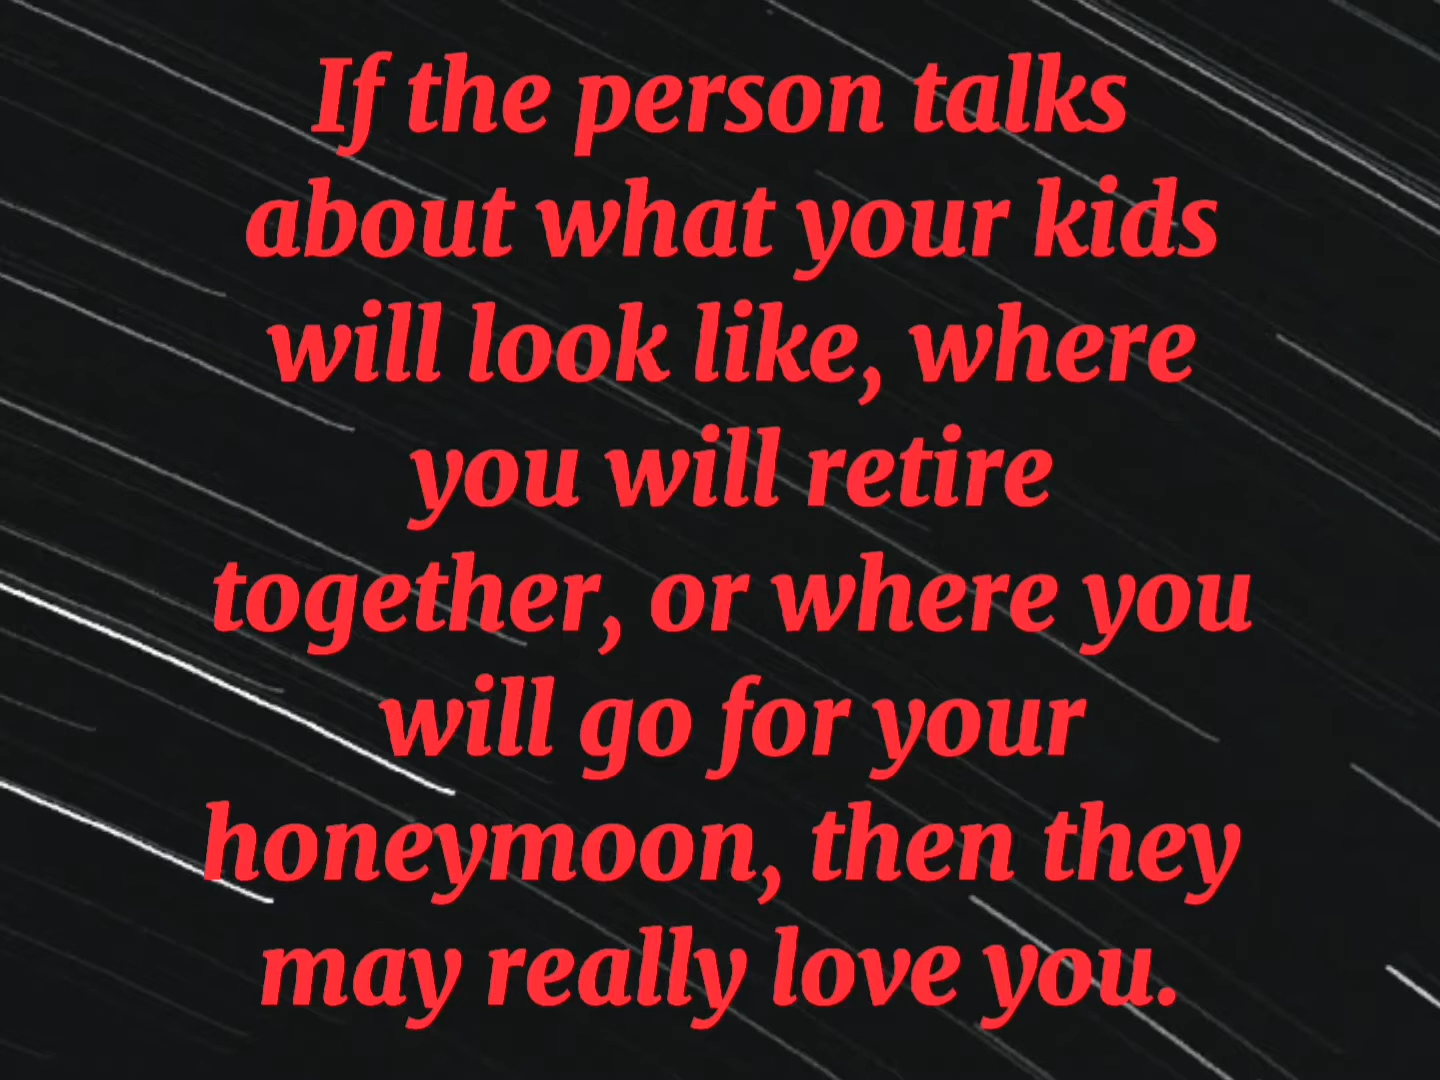 If the person talks
about what your kids
will look like, where
you will retire
together, or where you
will go for your
honeymoon, then they
may really love you.